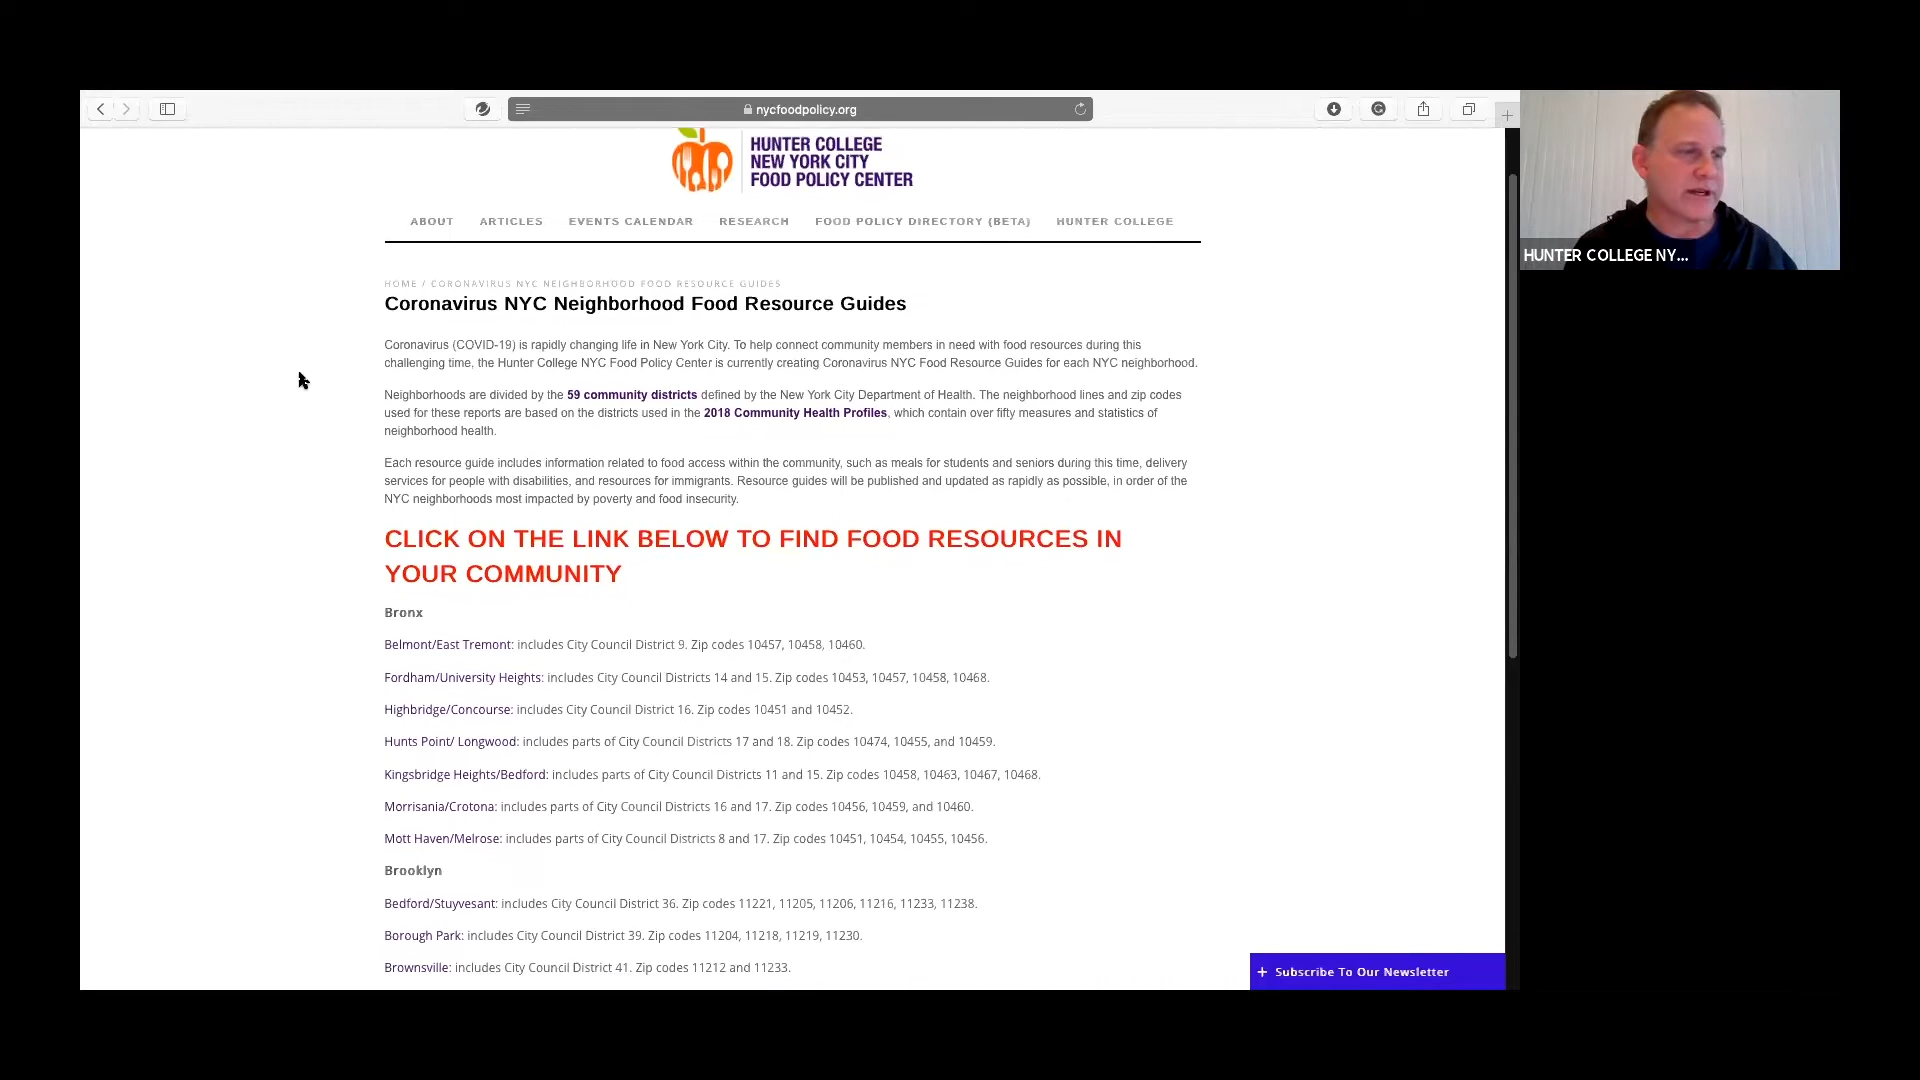 nycfoodpolicy.org
HUNTER COLLEGE
NEW YORK CITY
FOOD POLICY CENTER
ABOUT ARTICLES EVENTS CALENDAR RESEARCH FOOD POLICY DIRECTORY (BETA) HUNTER COLLEGE
HUNTER COLLEGE NY...
HOME / CORONAVIRUS NYC NEIGHBORHOOD FOOD RESOURCE GUIDES
Coronavirus NYC Neighborhood Food Resource Guides
Coronavirus (COVID-19) is rapidly changing life in New York City. To help connect community members in need with food resources during this
challenging time, the Hunter College NYC Food Policy Center is currently creating Coronavirus NYC Food Resource Guides for each NYC neighborhood.
Neighborhoods are divided by the 59 community districts defined by the New York City Department of Health. The neighborhood lines and zip codes
used for these reports are based on the districts used in the 2018 Community Health Profiles, which contain over fifty measures and statistics of
neighborhood health.
Each resource guide includes information related to food access within the community, such as meals for students and seniors during this time, delivery
services for people with disabilities, and resources for immigrants. Resource guides will be published and updated as rapidly as possible, in order of the
NYC neighborhoods most impacted by poverty and food insecurity.
CLICK ON THE LINK BELOW TO FIND FOOD RESOURCES IN
YOUR COMMUNITY
Bronx
Belmont/East Tremont: includes City Council District 9. Zip codes 10457, 10458, 10460.
Fordham/University Heights: includes City Council Districts 14 and 15. Zip codes 10453, 10457, 10458, 10468.
Highbridge/Concourse: includes City Council District 16. Zip codes 10451 and 10452.
Hunts Point/ Longwood: includes parts of City Council Districts 17 and 18. Zip codes 10474, 10455, and 10459.
Kingsbridge Heights/Bedford: includes parts of City Council Districts 11 and 15. Zip codes 10458, 10463, 10467, 10468.
Morrisania/Crotona: includes parts of City Council Districts 16 and 17. Zip codes 10456, 10459, and 10460.
Mott Haven/Melrose: includes parts of City Council Districts 8 and 17. Zip codes 10451, 10454, 10455, 10456.
Brooklyn
Bedford/Stuyvesant: includes City Council District 36. Zip codes 11221, 11205, 11206, 11216, 11233, 11238.
Borough Park: includes City Council District 39. Zip codes 11204, 11218, 11219, 11230.
Brownsville: includes City Council District 41. Zip codes 11212 and 11233.
+ Subscribe To Our Newsletter